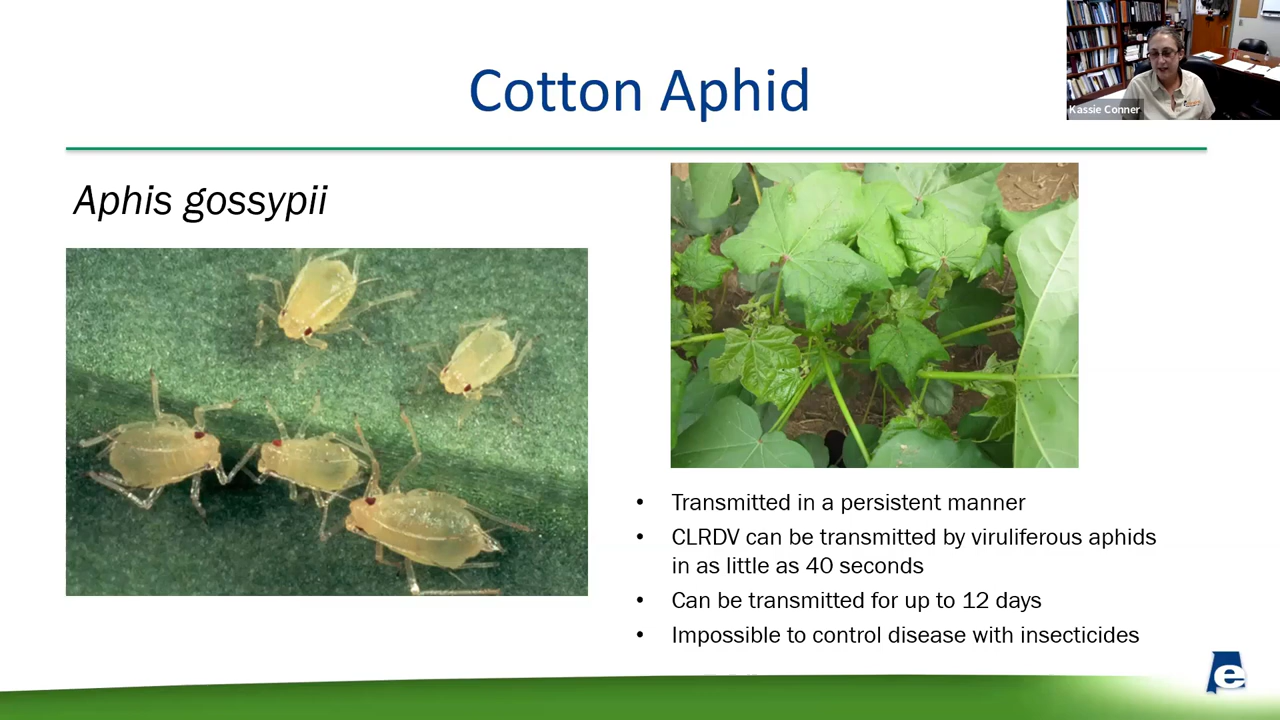 Cotton Aphid
Kassie Conner
Aphis gossypii
• Transmitted in a persistent manner
• CLRDV can be transmitted by viruliferous aphids
in as little as 40 seconds
• Can be transmitted for up to 12 days
• Impossible to control disease with insecticides
e